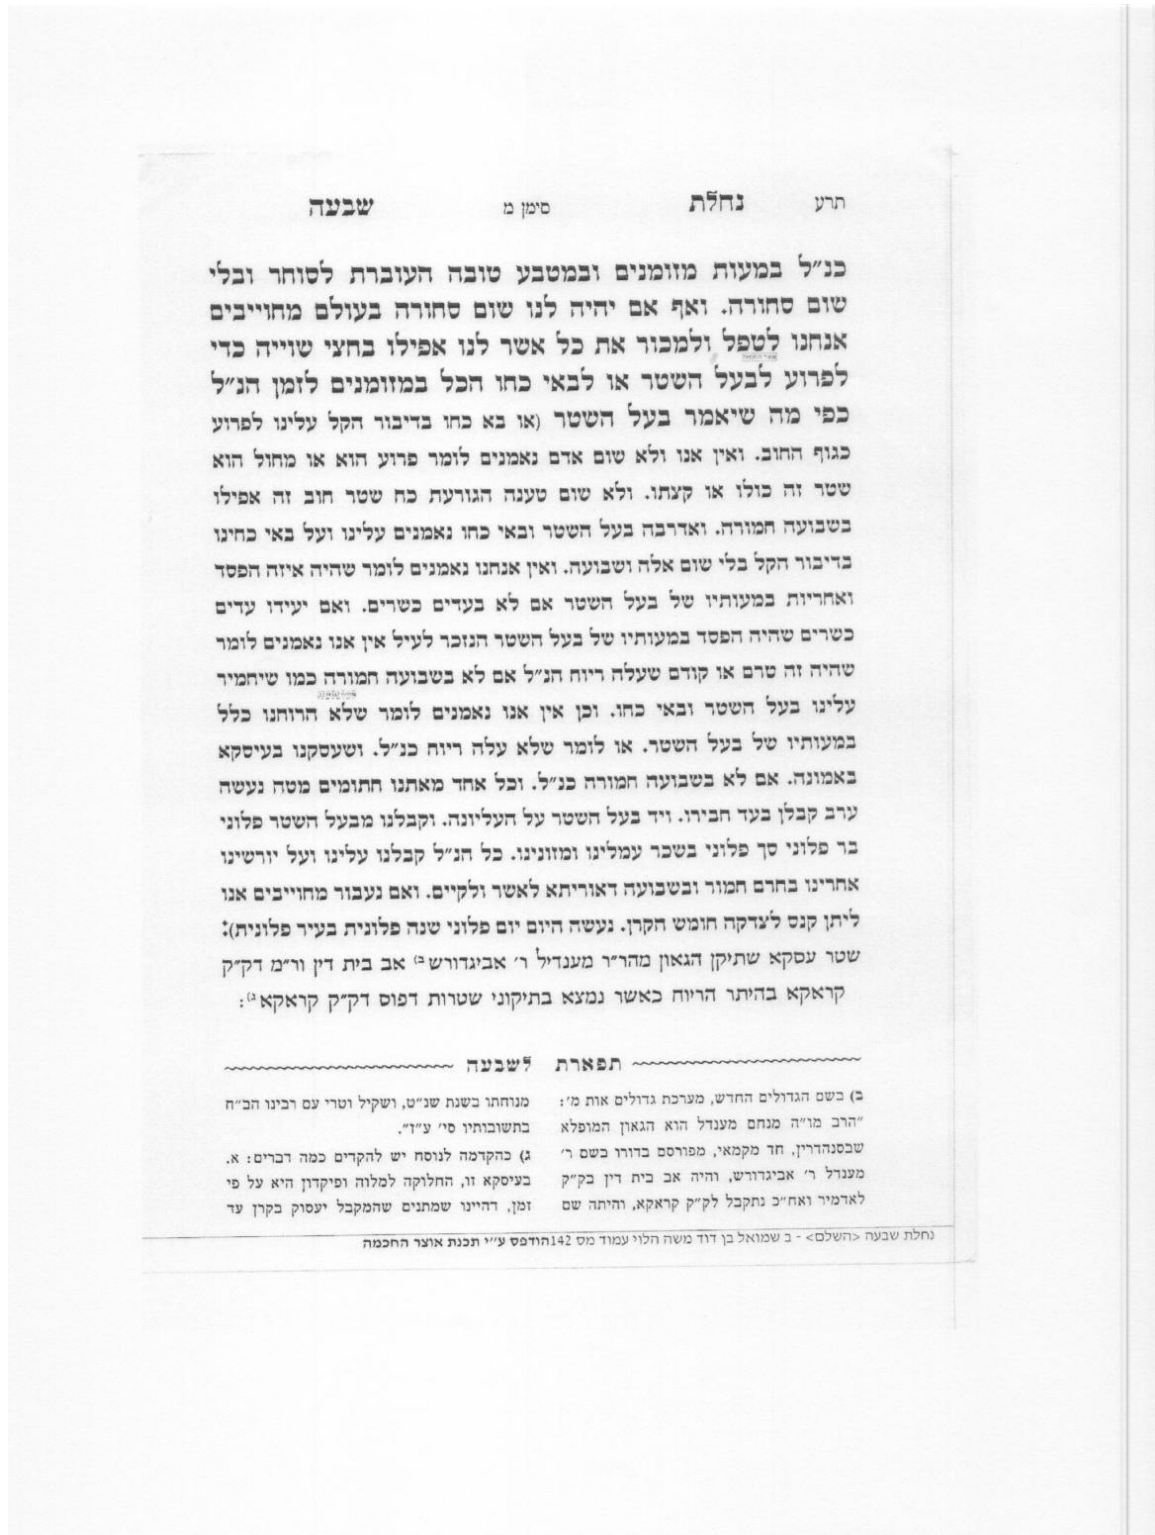 תרע נחלת סימן מ שבעה
כנ״ל במעות מזומנים ובמטבע טובה העוברת לסוחר ובלי
שום סחורה. ואף אם יהיה לנו שום סחורה בעולם מחוייבים
אנחנו לטפל ולמכור את כל אשר לנו אפילו בחצי שוייה כדי
לפרוע לבעל השטר או לבאי כחו הכל במזומנים לזמן הנ״ל
כפי מה שיאמר בעל השטר (או בא כחו בדיבור הקל עלינו לפרוע
כגוף החוב. ואין אנו ולא שום אדם נאמנים לומר פרוע הוא או מחול הוא
שטר זה כולו או קצתו. ולא שום טענה הגורעת כח שטר חוב זה אפילו
בשבועה חמורה. ואדרבה בעל השטר ובאי כחו נאמנים עלינו ועל באי כחינו
בדיבור הקל בלי שום אלה ושבועה. ואין אנחנו נאמנים לומר שהיה איזה הפסד
ואחריות במעותיו של בעל השטר אם לא בעדים כשרים. ואם יעידו עדים
כשרים שהיה הפסד במעותיו של בעל השטר הנזכר לעיל אין אנו נאמנים לומר
שהיה זה טרם או קודם שעלה ריוח הנ״ל אם לא בשבועה חמורה כמו שיחמיר
עלינו בעל השטר ובאי כחו. וכן אין אנו נאמנים לומר שלא הרוחנו כלל
במעותיו של בעל השטר. או לומר שלא עלה ריוח כנ״ל. ושעסקנו בעיסקא
באמונה. אם לא בשבועה חמורה כנ״ל. וכל אחד מאתנו חתומים מטה נעשה
ערב קבלן בעד חבירו. ויד בעל השטר על העליונה. וקבלנו מבעל השטר פלוני
בר פלוני סך פלוני בשכר עמלינו ומזונינו. כל הנ״ל קבלנו עלינו ועל יורשינו
אחרינו בחרם חמור ובשבועה דאוריתא לאשר ולקיים. ואם נעבור מחוייבים אנו
ליתן קנס לצדקה חומש הקרן. נעשה היום יום פלוני שנה פלונית בעיר פלונית):
שטר עסקא שתיקן הגאון מהר״ר מענדיל ר׳ אביגדורש ב) אב בית דין ור״מ דק״ק
קראקא בהיתר הריוח כאשר נמצא בתיקוני שטרות דפוס דק״ק קראקא ג):
תפארת לשבעה
ב) בשם הגדולים החדש, מערכת גדולים אות מ׳:
״הרב מו״ה מנחם מענדל הוא הגאון המופלא
שבסנהדרין, חד מקמאי, מפורסם בדורו בשם ר׳
מענדל ר׳ אביגדורש, והיה אב בית דין בק״ק
לאדמיר ואח״כ נתקבל לק״ק קראקא, והיתה שם
מנוחתו בשנת שנ״ט, ושקיל וטרי עם רבינו הב״ח
בתשובותיו סי׳ ע״ז״.
ג) כהקדמה לנוסח יש להקדים כמה דברים: א.
בעיסקא זו, החלוקה למלוה ופיקדון היא על פי
זמן, דהיינו שמתנים שהמקבל יעסוק בקרן עד
נחלת שבעה <השלם> - ב שמואל בן דוד משה הלוי עמוד מס 142הודפס ע״י תכנת אוצר החכמה